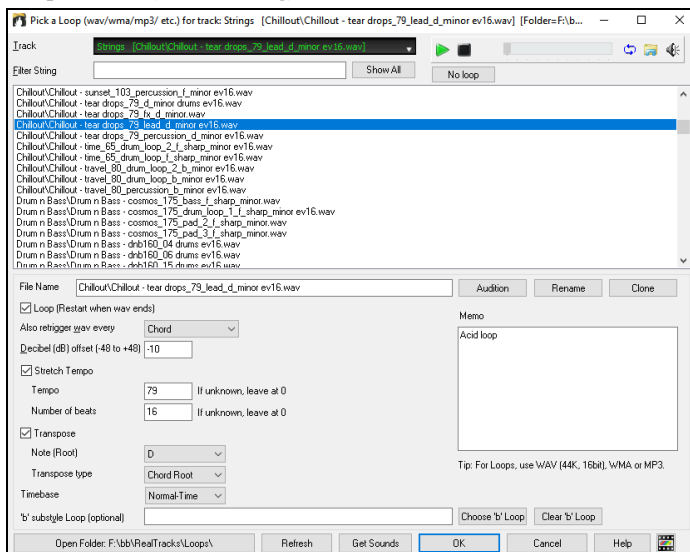 Pick a Loop (wav/wma/mp3/ etc.) for track: Strings [Chillout\Chillout - tear drops_79_lead_d_minor ev16.wav] [Folder=F:\b...
Track
Strings [Chillout\Chillout - tear drops_79_lead_d_minor ev16.wav]
Filter String
Show All
No loop
Chillout\Chillout - sunset_103_percussion_f_minor ev16.wav
Chillout\Chillout - tear drops_79_d_minor drums ev16.wav
Chillout\Chillout - tear drops_79_fx_d_minor.wav
Chillout\Chillout - tear drops_79_lead_d_minor ev16.wav
Chillout\Chillout - tear drops_79_percussion_d_minor ev16.wav
Chillout\Chillout - time_65_drum_loop_2_f_sharp_minor ev16.wav
Chillout\Chillout - time_65_drum_loop_f_sharp_minor ev16.wav
Chillout\Chillout - travel_80_drum_loop_2_b_minor ev16.wav
Chillout\Chillout - travel_80_drum_loop_b_minor ev16.wav
Chillout\Chillout - travel_80_percussion_b_minor ev16.wav
Drum n Bass\Drum n Bass - cosmos_175_bass_f_sharp_minor.wav
Drum n Bass\Drum n Bass - cosmos_175_drum_loop_1_f_sharp_minor ev16.wav
Drum n Bass\Drum n Bass - cosmos_175_pad_2_f_sharp_minor.wav
Drum n Bass\Drum n Bass - cosmos_175_pad_3_f_sharp_minor.wav
Drum n Bass\Drum n Bass - dnb160_04 drums ev16.wav
Drum n Bass\Drum n Bass - dnb160_06 drums ev16.wav
Drum n Bass\Drum n Bass - dnb160_15 drums ev16.wav
File Name Chillout\Chillout - tear drops_79_lead_d_minor ev16.wav Audition Rename Clone
Loop (Restart when wav ends)
Memo
Also retrigger wav every Chord
Acid loop
Decibel (dB) offset (-48 to +48) -10
Stretch Tempo
Tempo 79 If unknown, leave at 0
Number of beats 16 If unknown, leave at 0
Transpose
Note (Root) D
Tip: For Loops, use WAV (44K, 16bit), WMA or MP3.
Transpose type Chord Root
Timebase Normal-Time
'b' substyle Loop (optional) Choose 'b' Loop Clear 'b' Loop
Open Folder: F:\bb\RealTracks\Loops\ Refresh Get Sounds OK Cancel Help